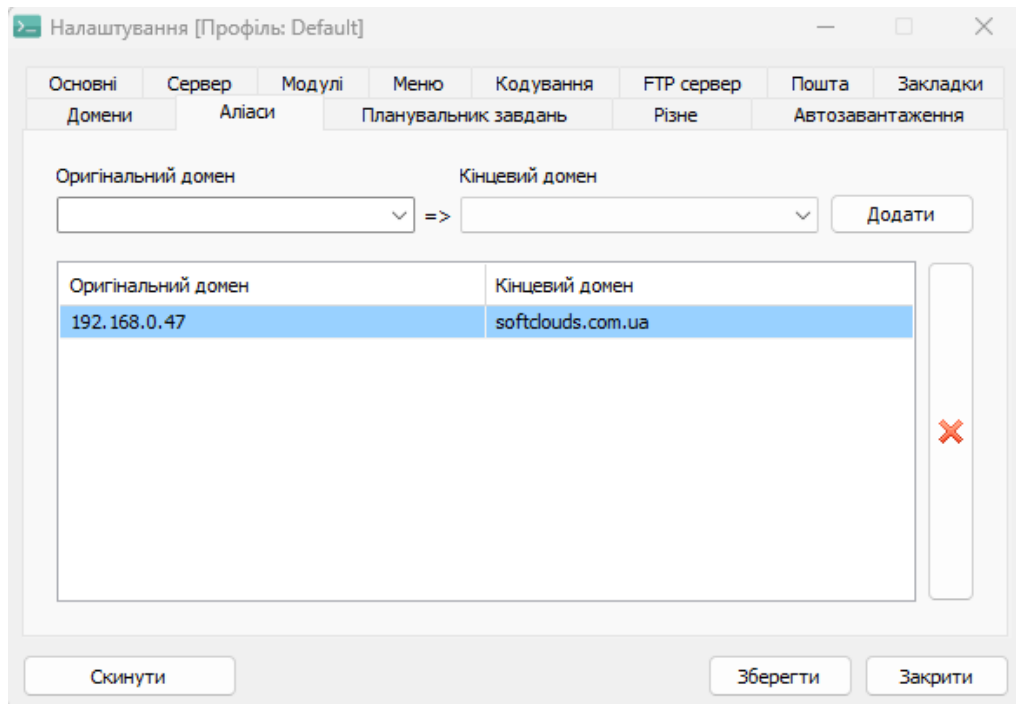 Налаштування [Профіль: Default]
Основні Сервер Модулі Меню Кодування FTP сервер Пошта Закладки
Домени Аліаси Планувальник завдань Різне Автозавантаження
Оригінальний домен Кінцевий домен
=> Додати
Оригінальний домен Кінцевий домен
192.168.0.47 softclouds.com.ua
Скинути Зберегти Закрити